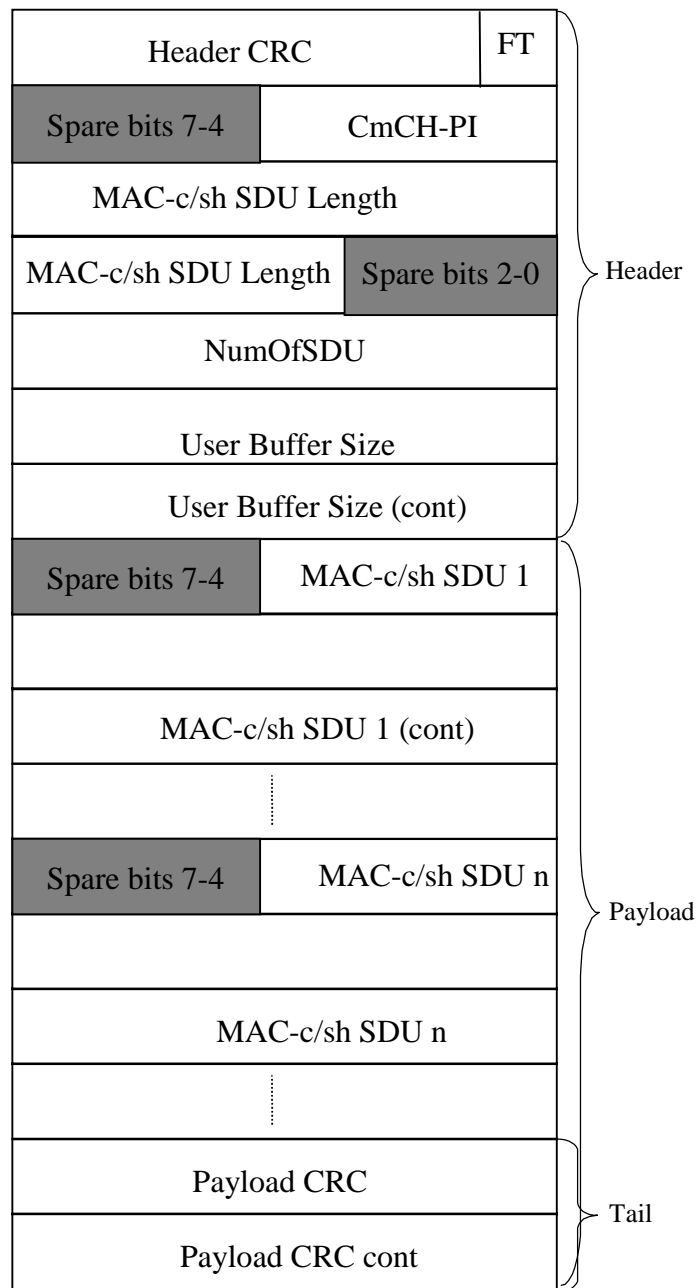 Header CRC FT
Spare bits 7-4 CmCH-PI
MAC-c/sh SDU Length
MAC-c/sh SDU Length Spare bits 2-0
Header
NumOfSDU
User Buffer Size
User Buffer Size (cont)
Spare bits 7-4 MAC-c/sh SDU 1
MAC-c/sh SDU 1 (cont)
Spare bits 7-4 MAC-c/sh SDU n
Payload
MAC-c/sh SDU n
Payload CRC
Tail
Payload CRC cont